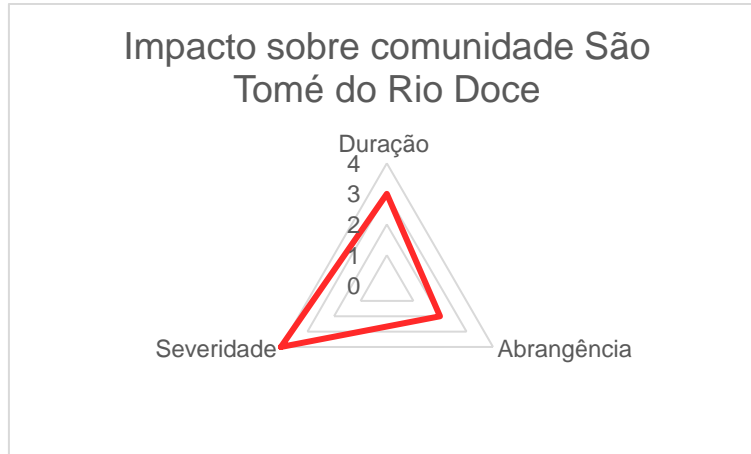 Impacto sobre comunidade São
Tomé do Rio Doce
Duração
4
3
2
1
0
Severidade
Abrangência